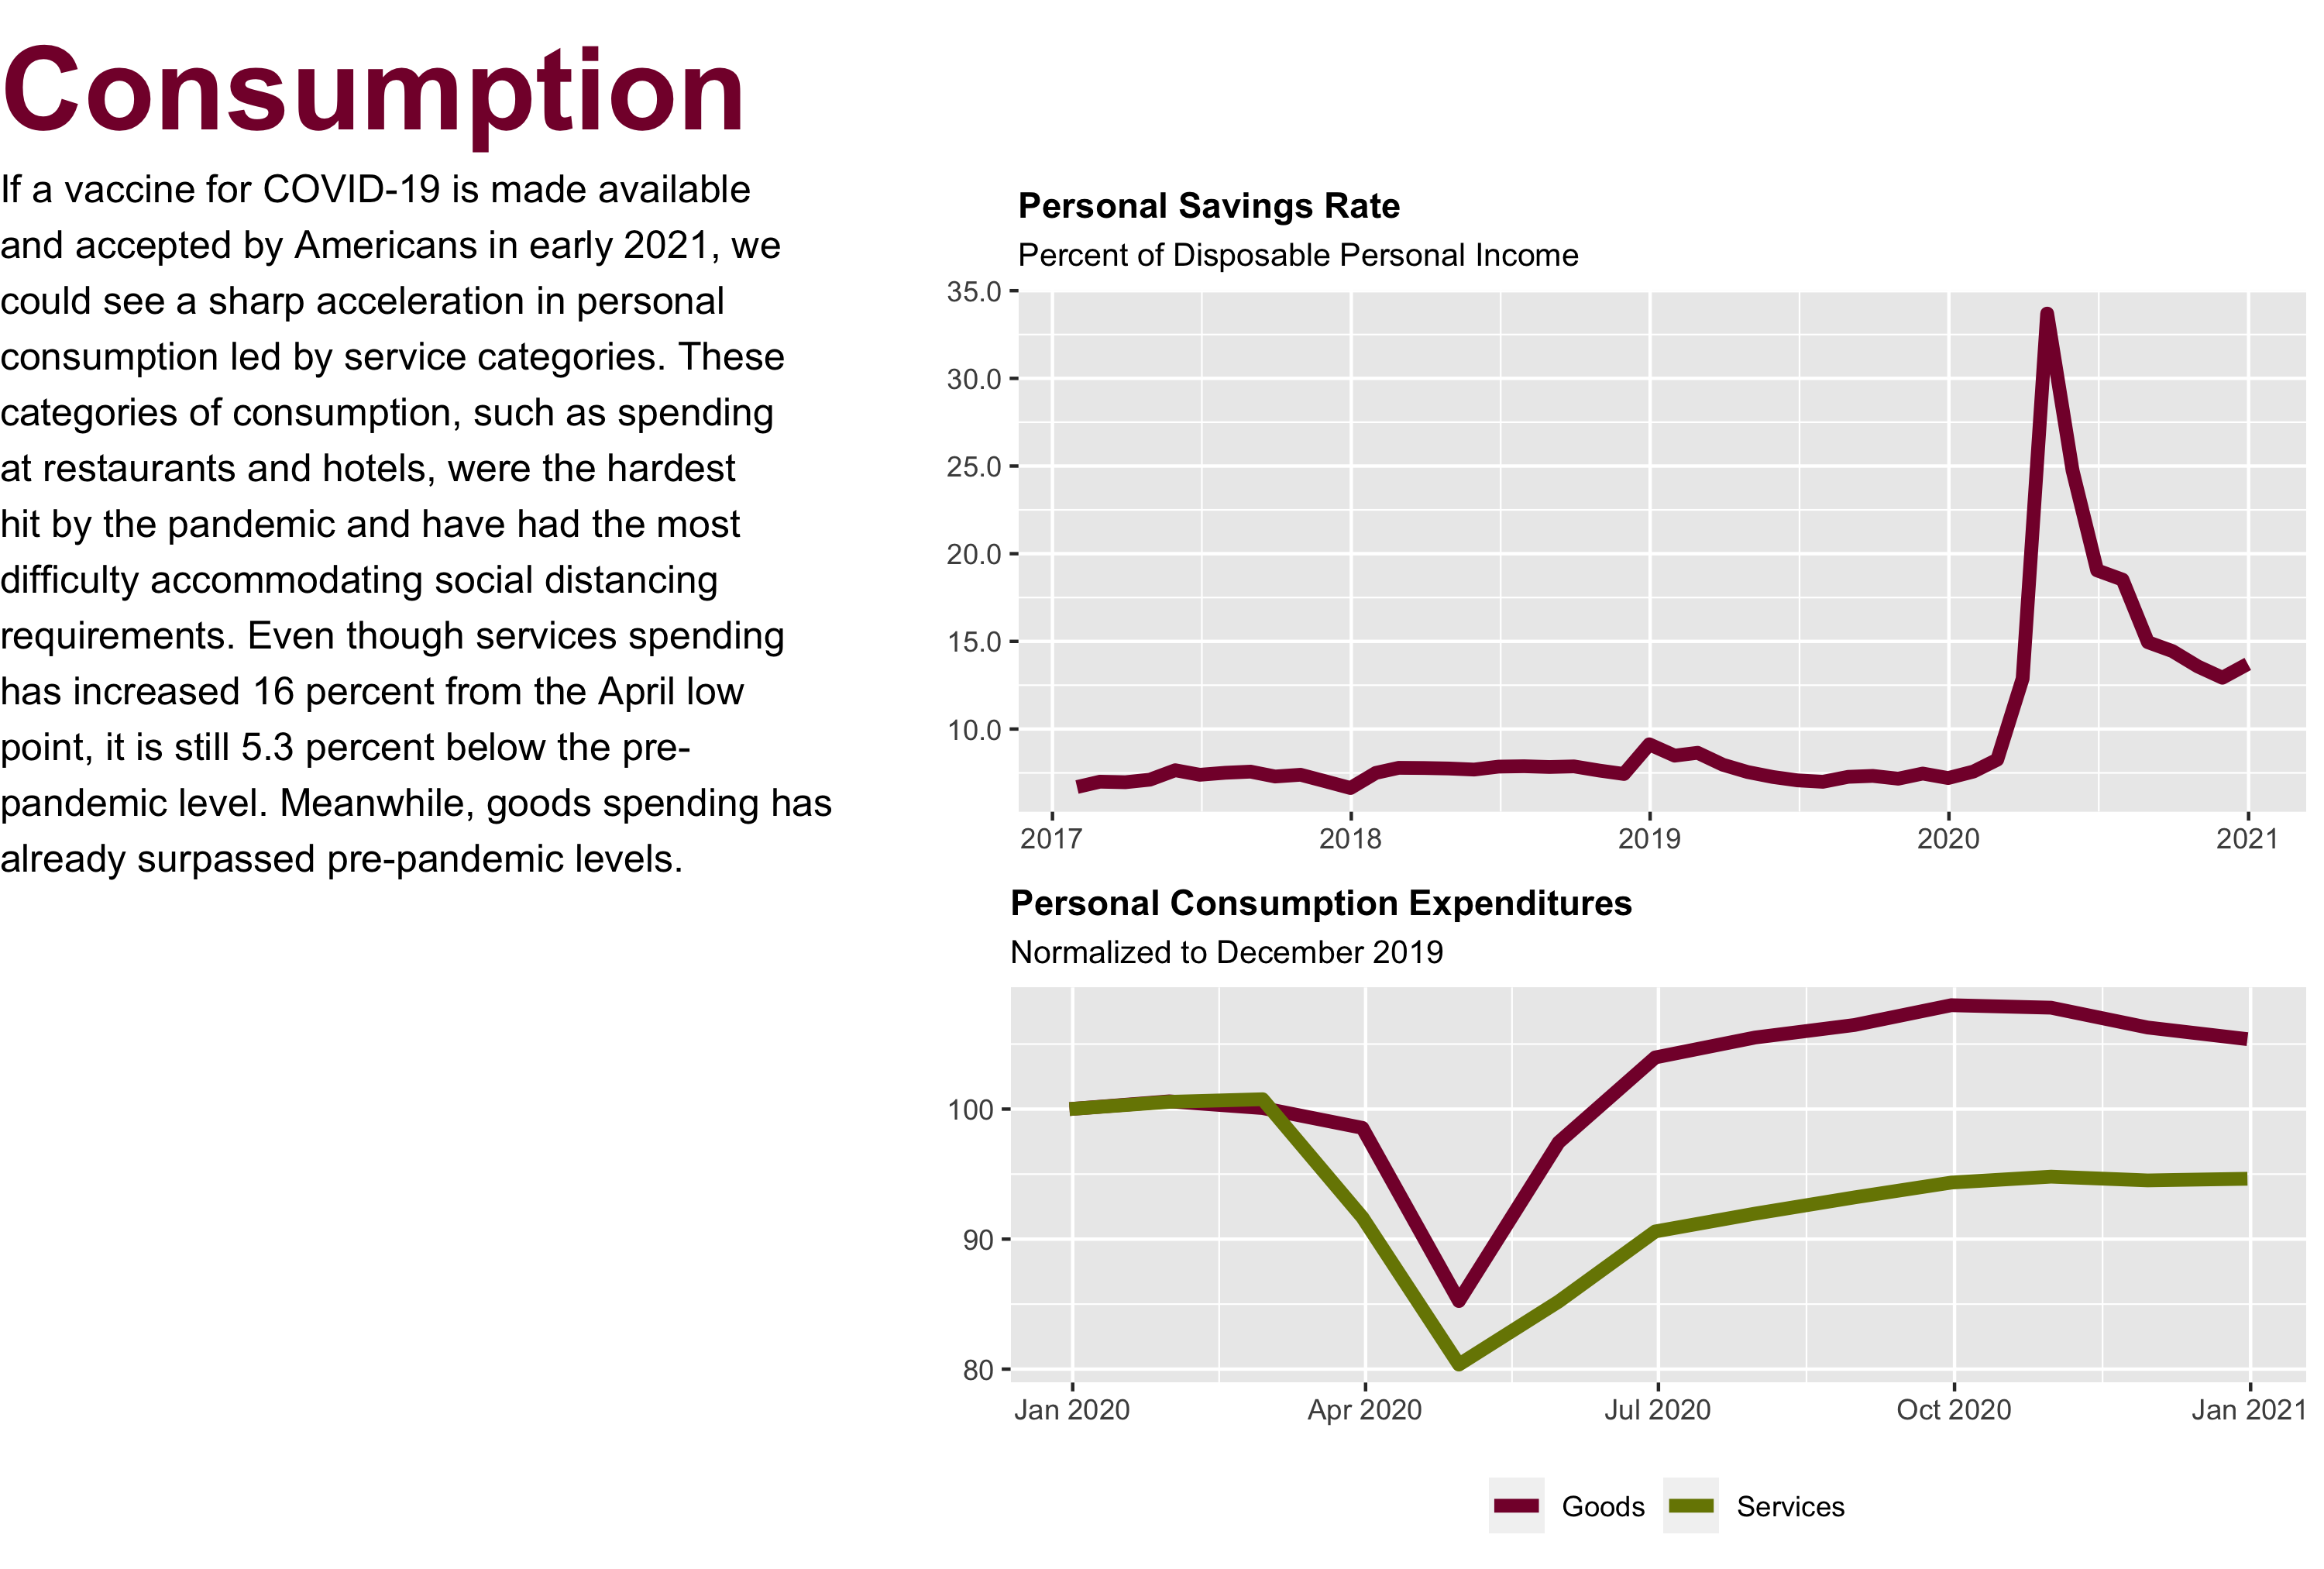 Consumption
If a vaccine for COVID-19 is made available
and accepted by Americans in early 2021, we
could see a sharp acceleration in personal
consumption led by service categories. These
categories of consumption, such as spending
at restaurants and hotels, were the hardest
hit by the pandemic and have had the most
difficulty accommodating social distancing
requirements. Even though services spending
has increased 16 percent from the April low
point, it is still 5.3 percent below the pre-
pandemic level. Meanwhile, goods spending has
already surpassed pre-pandemic levels.
Personal Savings Rate
Percent of Disposable Personal Income
35.0
30.0
25.0
20.0
15.0
10.0
2017 2018 2019 2020 2021
Personal Consumption Expenditures
Normalized to December 2019
100
90
80
Jan 2020 Apr 2020 Jul 2020 Oct 2020 Jan 2021
Goods Services